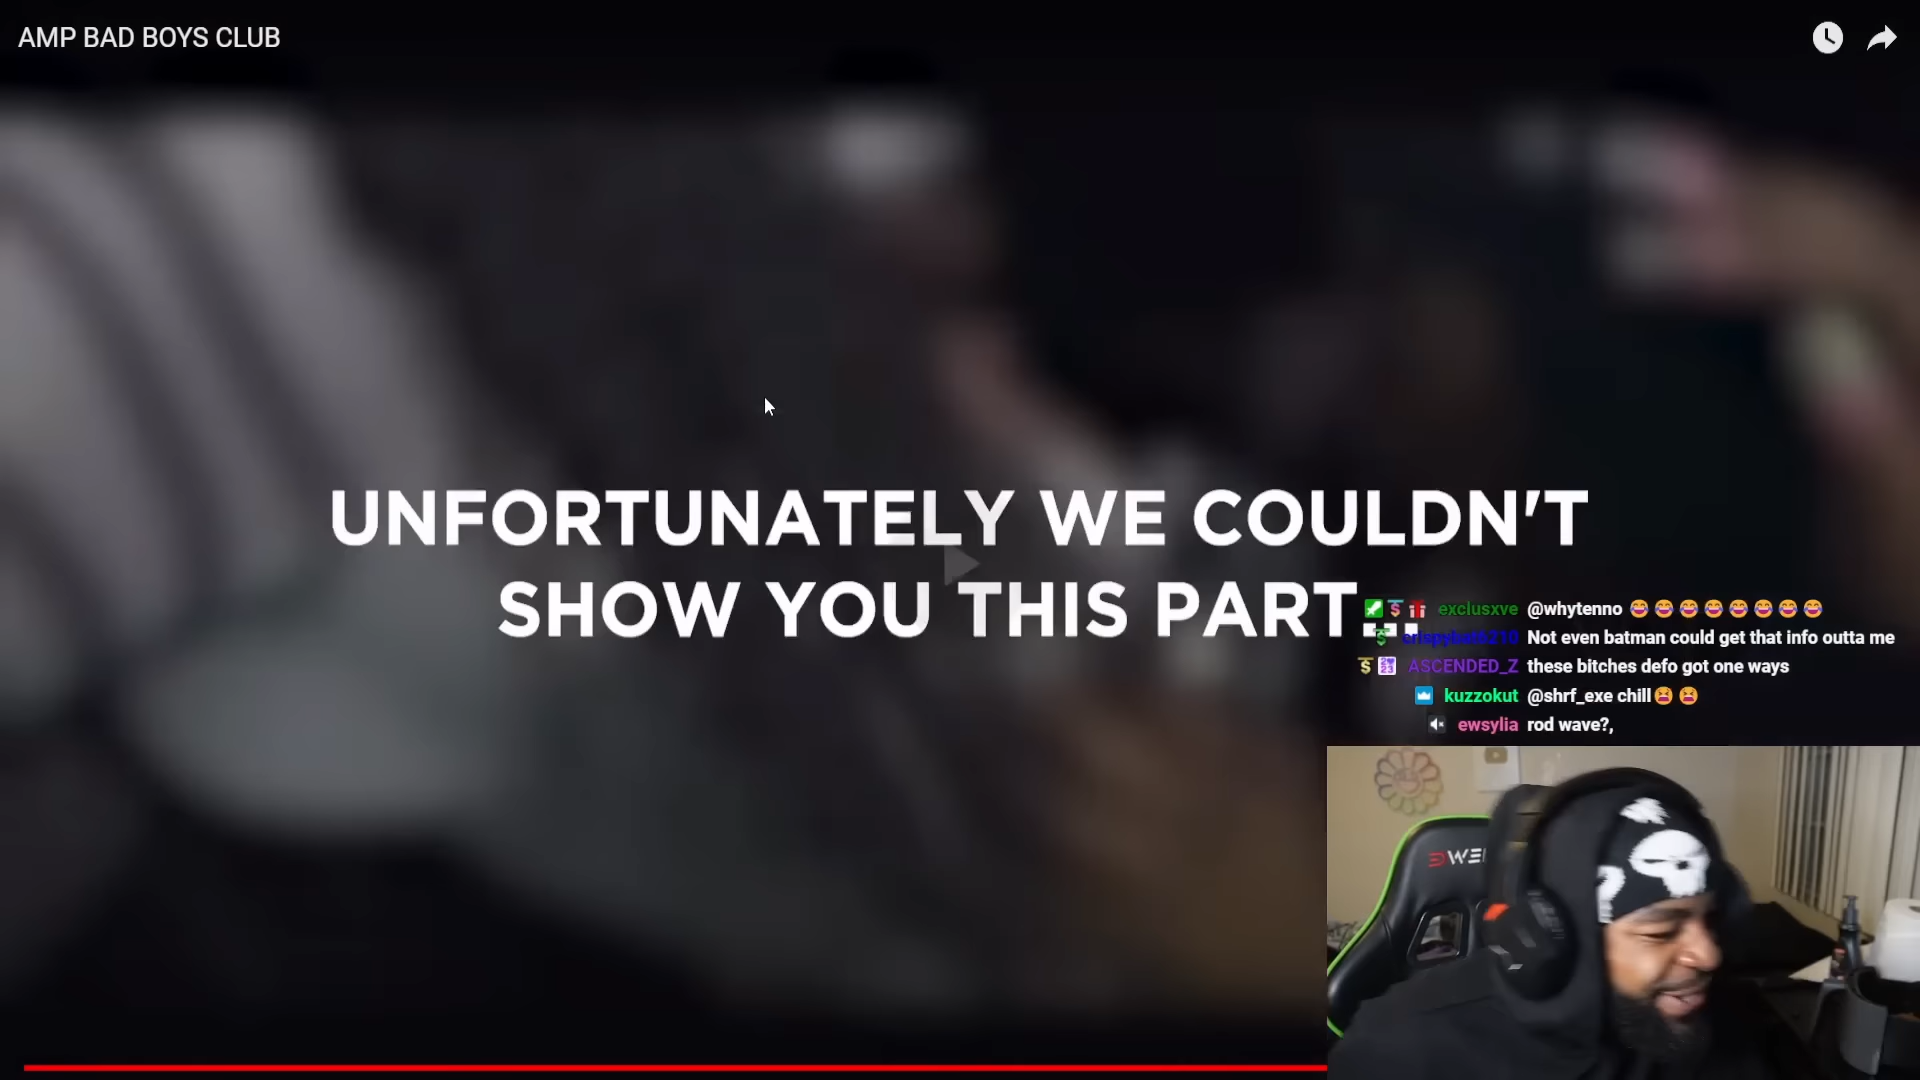 AMP BAD BOYS CLUB
UNFORTUNATELY WE COULDN'T
SHOW YOU THIS PART...
exclusxve @whytenno 😂😂😂😂😂😂😂😂
Not even batman could get that info outta me
ASCENDED_Z these bitches defo got one ways
kuzzokut @shrf_exe chill😆😆
ewsylia rod wave?,